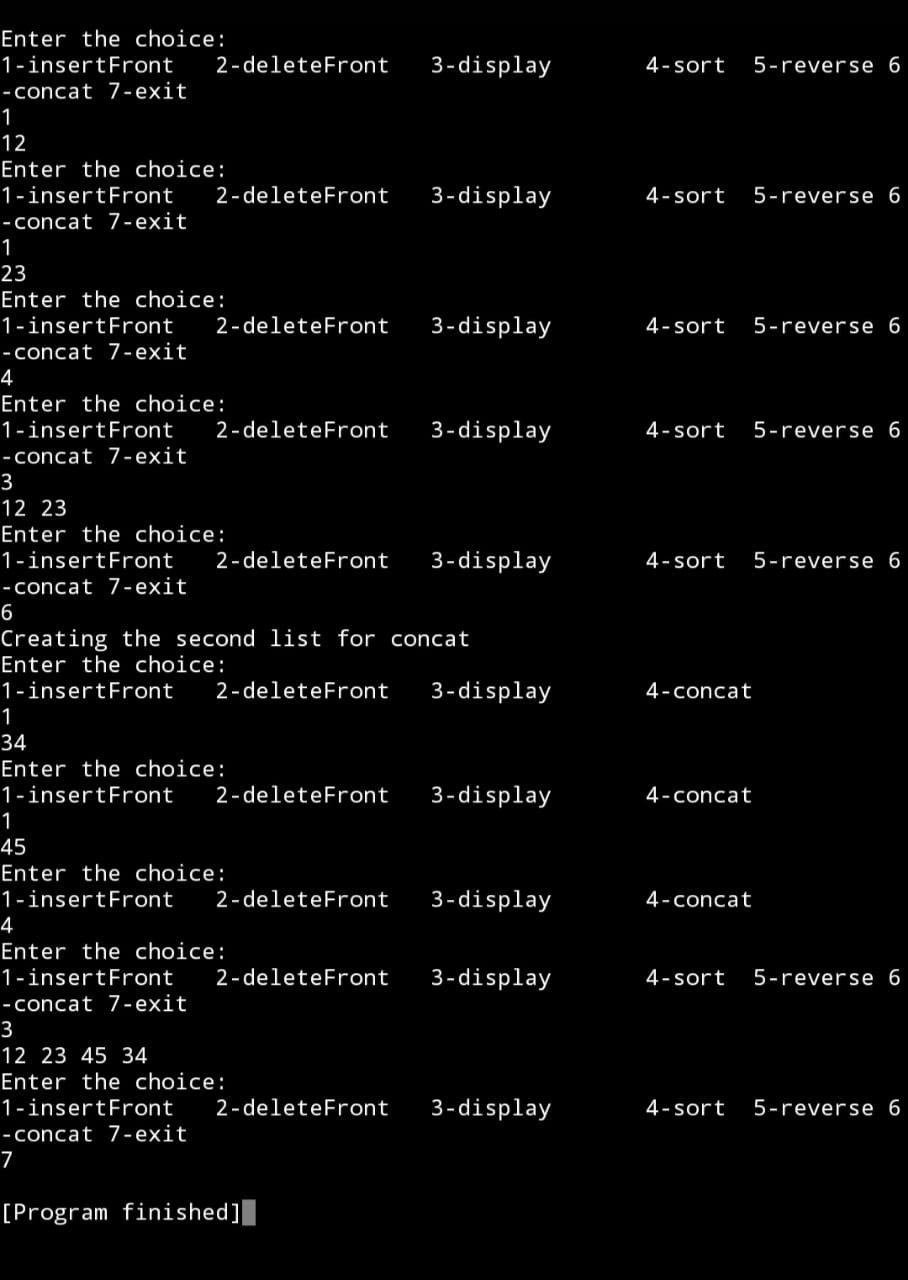 Enter the choice:
1-insertFront   2-deleteFront   3-display       4-sort  5-reverse 6
-concat 7-exit
1
12
Enter the choice:
1-insertFront   2-deleteFront   3-display       4-sort  5-reverse 6
-concat 7-exit
1
23
Enter the choice:
1-insertFront   2-deleteFront   3-display       4-sort  5-reverse 6
-concat 7-exit
4
Enter the choice:
1-insertFront   2-deleteFront   3-display       4-sort  5-reverse 6
-concat 7-exit
3
12 23
Enter the choice:
1-insertFront   2-deleteFront   3-display       4-sort  5-reverse 6
-concat 7-exit
6
Creating the second list for concat
Enter the choice:
1-insertFront   2-deleteFront   3-display       4-concat
1
34
Enter the choice:
1-insertFront   2-deleteFront   3-display       4-concat
1
45
Enter the choice:
1-insertFront   2-deleteFront   3-display       4-concat
4
Enter the choice:
1-insertFront   2-deleteFront   3-display       4-sort  5-reverse 6
-concat 7-exit
3
12 23 45 34
Enter the choice:
1-insertFront   2-deleteFront   3-display       4-sort  5-reverse 6
-concat 7-exit
7
[Program finished]